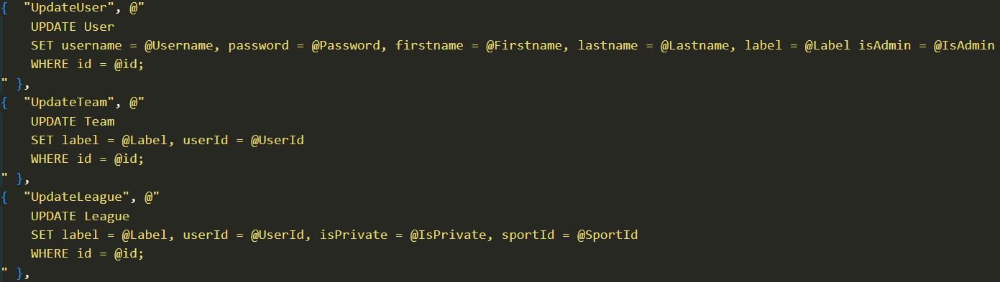 {  "UpdateUser", @"
    UPDATE User
    SET username = @Username, password = @Password, firstname = @Firstname, lastname = @Lastname, label = @Label isAdmin = @IsAdmin
    WHERE id = @id;
" },
{  "UpdateTeam", @"
    UPDATE Team
    SET label = @Label, userId = @UserId
    WHERE id = @id;
" },
{  "UpdateLeague", @"
    UPDATE League
    SET label = @Label, userId = @UserId, isPrivate = @IsPrivate, sportId = @SportId
    WHERE id = @id;
" },